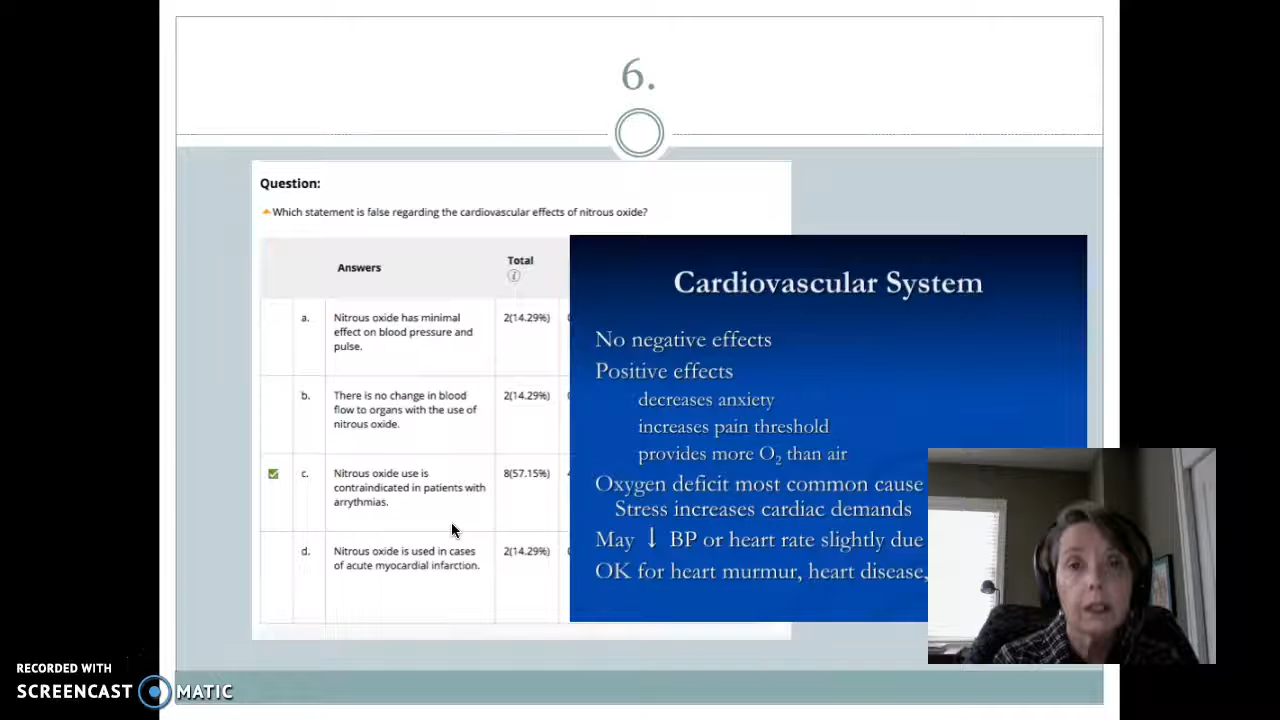 6.
Question:
Which statement is false regarding the cardiovascular effects of nitrous oxide?
Answers
Total
a.
Nitrous oxide has minimal
effect on blood pressure and
pulse.
2(14.29%)
b.
There is no change in blood
flow to organs with the use of
nitrous oxide.
2(14.29%)
c.
Nitrous oxide use is
contraindicated in patients with
arrythmias.
8(57.15%)
d.
Nitrous oxide is used in cases
of acute myocardial infarction.
2(14.29%)
Cardiovascular System
No negative effects
Positive effects
decreases anxiety
increases pain threshold
provides more O₂ than air
Oxygen deficit most common cause
Stress increases cardiac demands
May ↓ BP or heart rate slightly due
OK for heart murmur, heart disease,
RECORDED WITH
SCREENCAST MATIC